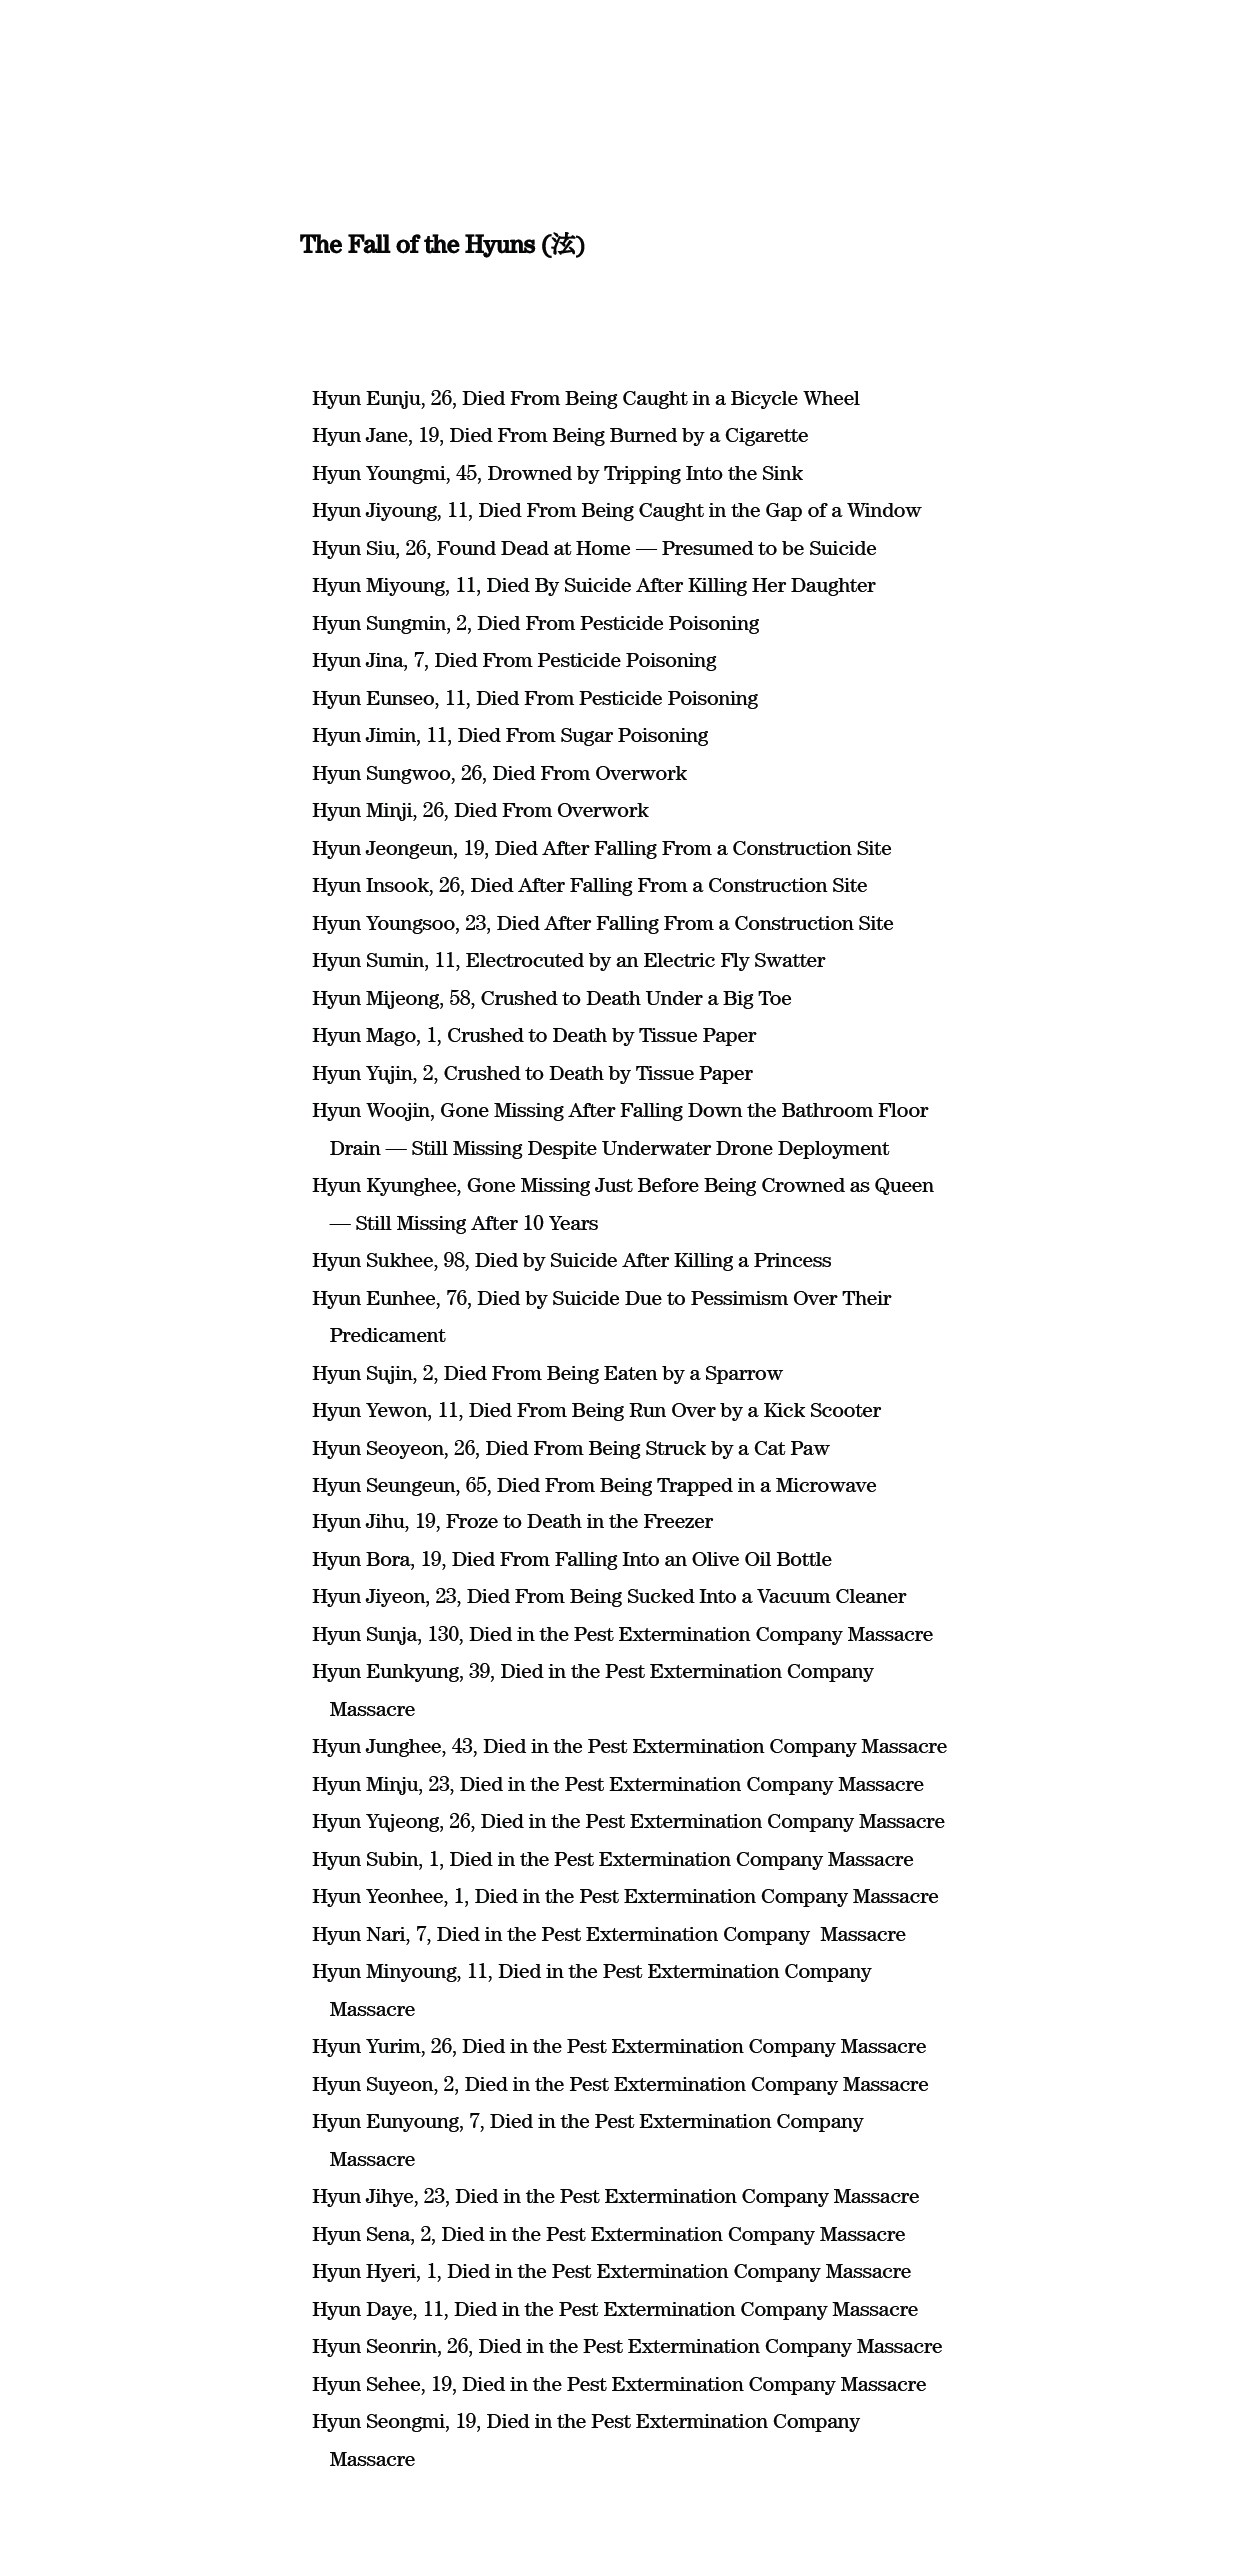 The Fall of the Hyuns (泫)
Hyun Eunju, 26, Died From Being Caught in a Bicycle Wheel
Hyun Jane, 19, Died From Being Burned by a Cigarette
Hyun Youngmi, 45, Drowned by Tripping Into the Sink
Hyun Jiyoung, 11, Died From Being Caught in the Gap of a Window
Hyun Siu, 26, Found Dead at Home — Presumed to be Suicide
Hyun Miyoung, 11, Died By Suicide After Killing Her Daughter
Hyun Sungmin, 2, Died From Pesticide Poisoning
Hyun Jina, 7, Died From Pesticide Poisoning
Hyun Eunseo, 11, Died From Pesticide Poisoning
Hyun Jimin, 11, Died From Sugar Poisoning
Hyun Sungwoo, 26, Died From Overwork
Hyun Minji, 26, Died From Overwork
Hyun Jeongeun, 19, Died After Falling From a Construction Site
Hyun Insook, 26, Died After Falling From a Construction Site
Hyun Youngsoo, 23, Died After Falling From a Construction Site
Hyun Sumin, 11, Electrocuted by an Electric Fly Swatter
Hyun Mijeong, 58, Crushed to Death Under a Big Toe
Hyun Mago, 1, Crushed to Death by Tissue Paper
Hyun Yujin, 2, Crushed to Death by Tissue Paper
Hyun Woojin, Gone Missing After Falling Down the Bathroom Floor
Drain — Still Missing Despite Underwater Drone Deployment
Hyun Kyunghee, Gone Missing Just Before Being Crowned as Queen
— Still Missing After 10 Years
Hyun Sukhee, 98, Died by Suicide After Killing a Princess
Hyun Eunhee, 76, Died by Suicide Due to Pessimism Over Their
Predicament
Hyun Sujin, 2, Died From Being Eaten by a Sparrow
Hyun Yewon, 11, Died From Being Run Over by a Kick Scooter
Hyun Seoyeon, 26, Died From Being Struck by a Cat Paw
Hyun Seungeun, 65, Died From Being Trapped in a Microwave
Hyun Jihu, 19, Froze to Death in the Freezer
Hyun Bora, 19, Died From Falling Into an Olive Oil Bottle
Hyun Jiyeon, 23, Died From Being Sucked Into a Vacuum Cleaner
Hyun Sunja, 130, Died in the Pest Extermination Company Massacre
Hyun Eunkyung, 39, Died in the Pest Extermination Company
Massacre
Hyun Junghee, 43, Died in the Pest Extermination Company Massacre
Hyun Minju, 23, Died in the Pest Extermination Company Massacre
Hyun Yujeong, 26, Died in the Pest Extermination Company Massacre
Hyun Subin, 1, Died in the Pest Extermination Company Massacre
Hyun Yeonhee, 1, Died in the Pest Extermination Company Massacre
Hyun Nari, 7, Died in the Pest Extermination Company  Massacre
Hyun Minyoung, 11, Died in the Pest Extermination Company
Massacre
Hyun Yurim, 26, Died in the Pest Extermination Company Massacre
Hyun Suyeon, 2, Died in the Pest Extermination Company Massacre
Hyun Eunyoung, 7, Died in the Pest Extermination Company
Massacre
Hyun Jihye, 23, Died in the Pest Extermination Company Massacre
Hyun Sena, 2, Died in the Pest Extermination Company Massacre
Hyun Hyeri, 1, Died in the Pest Extermination Company Massacre
Hyun Daye, 11, Died in the Pest Extermination Company Massacre
Hyun Seonrin, 26, Died in the Pest Extermination Company Massacre
Hyun Sehee, 19, Died in the Pest Extermination Company Massacre
Hyun Seongmi, 19, Died in the Pest Extermination Company
Massacre